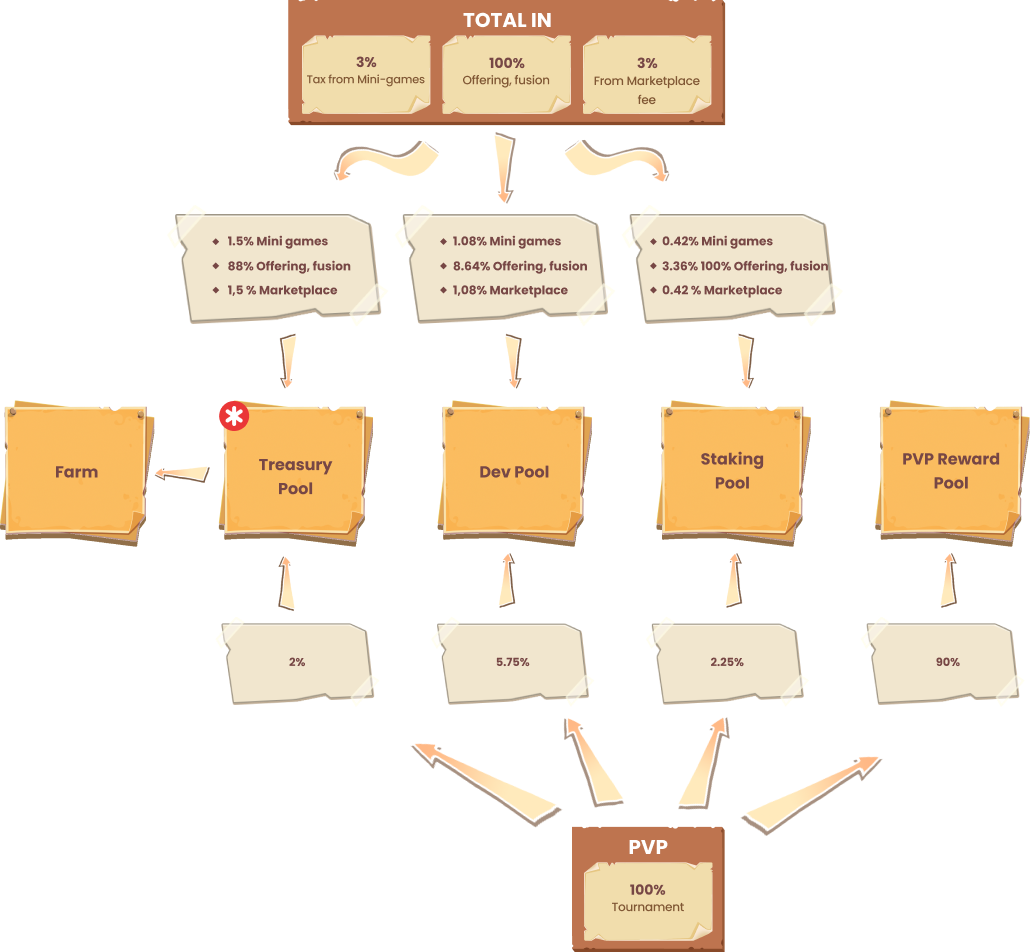 TOTAL IN
3%
Tax from Mini-games
100%
Offering, fusion
3%
From Marketplace
fee
1.5% Mini games
88% Offering, fusion
1,5 % Marketplace
1.08% Mini games
8.64% Offering, fusion
1,08% Marketplace
0.42% Mini games
3.36% 100% Offering, fusion
0.42 % Marketplace
Farm
Treasury
Pool
Dev Pool
Staking
Pool
PVP Reward
Pool
2%
5.75%
2.25%
90%
PVP
100%
Tournament